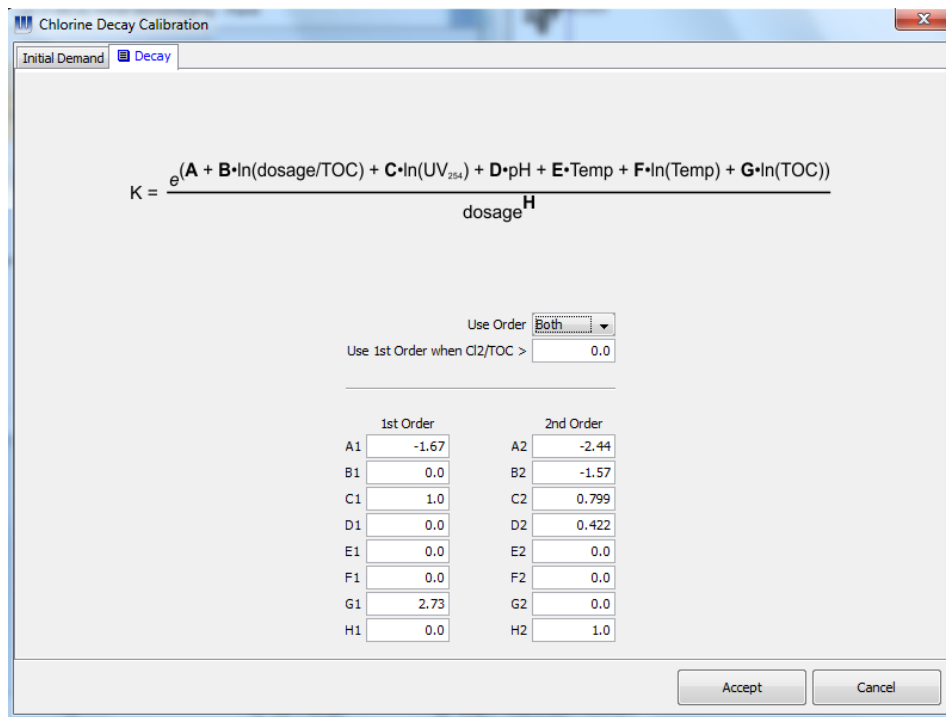 Chlorine Decay Calibration
Initial Demand Decay
K = e(A + B•ln(dosage/TOC) + C•ln(UV254) + D•pH + E•Temp + F•ln(Temp) + G•ln(TOC))
dosageH
Use Order Both
Use 1st Order when Cl2/TOC > 0.0
1st Order 2nd Order
A1 -1.67 A2 -2.44
B1 0.0 B2 -1.57
C1 1.0 C2 0.799
D1 0.0 D2 0.422
E1 0.0 E2 0.0
F1 0.0 F2 0.0
G1 2.73 G2 0.0
H1 0.0 H2 1.0
Accept Cancel